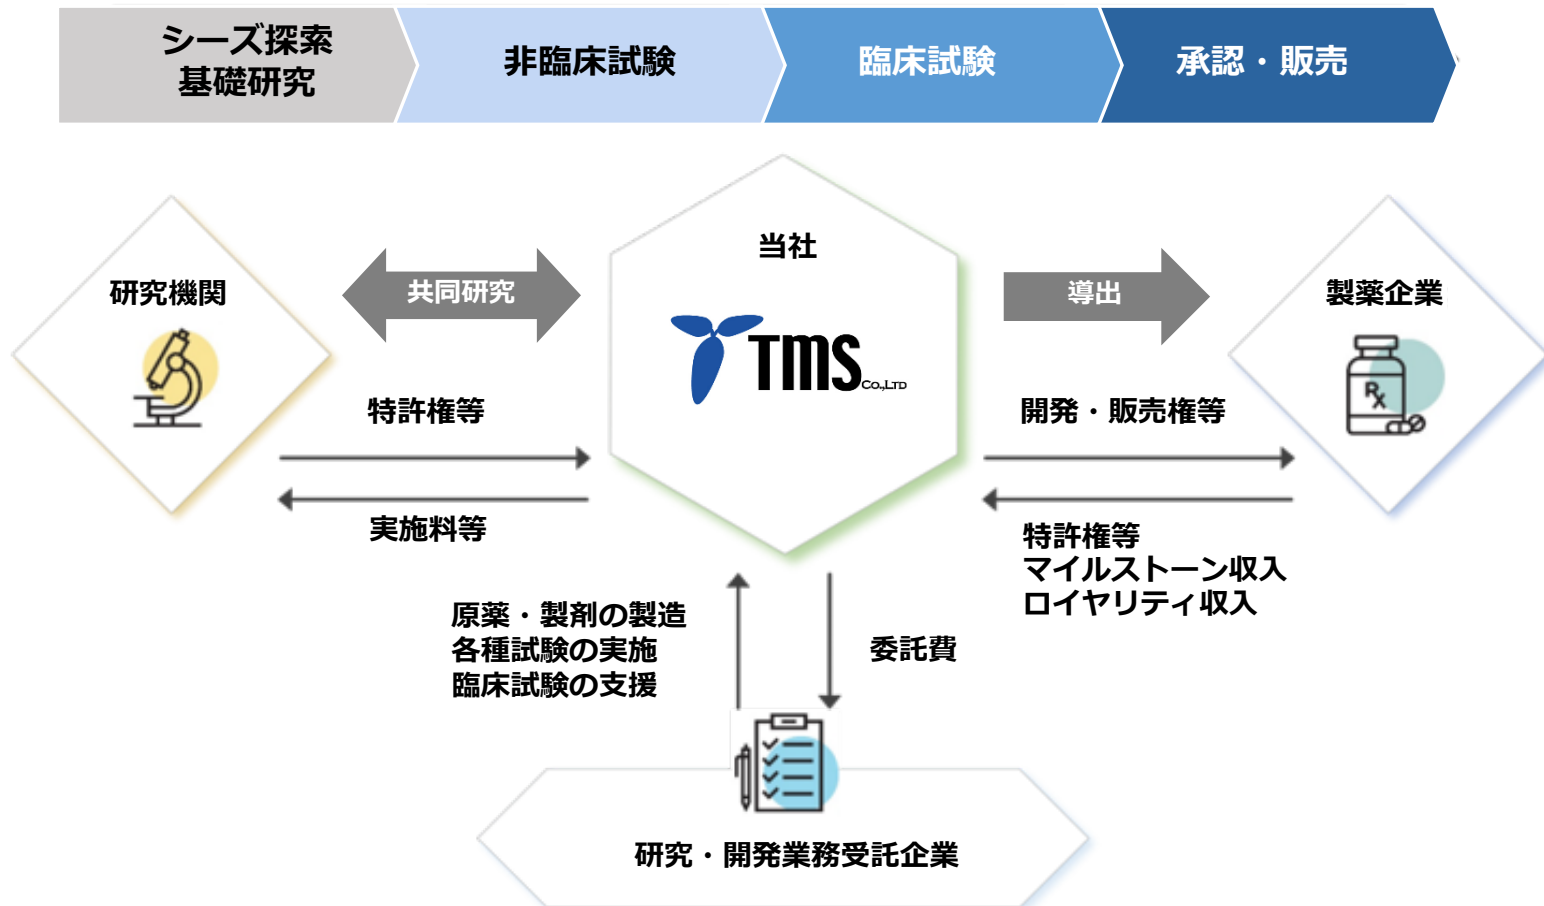 シーズ探索
基礎研究
非臨床試験
臨床試験
承認・販売
研究機関
共同研究
特許権等
実施料等
当社
TMS Co.,LTD
導出
開発・販売権等
特許権等
マイルストーン収入
ロイヤリティ収入
製薬企業
Rx
原薬・製剤の製造
各種試験の実施
臨床試験の支援
委託費
研究・開発業務受託企業